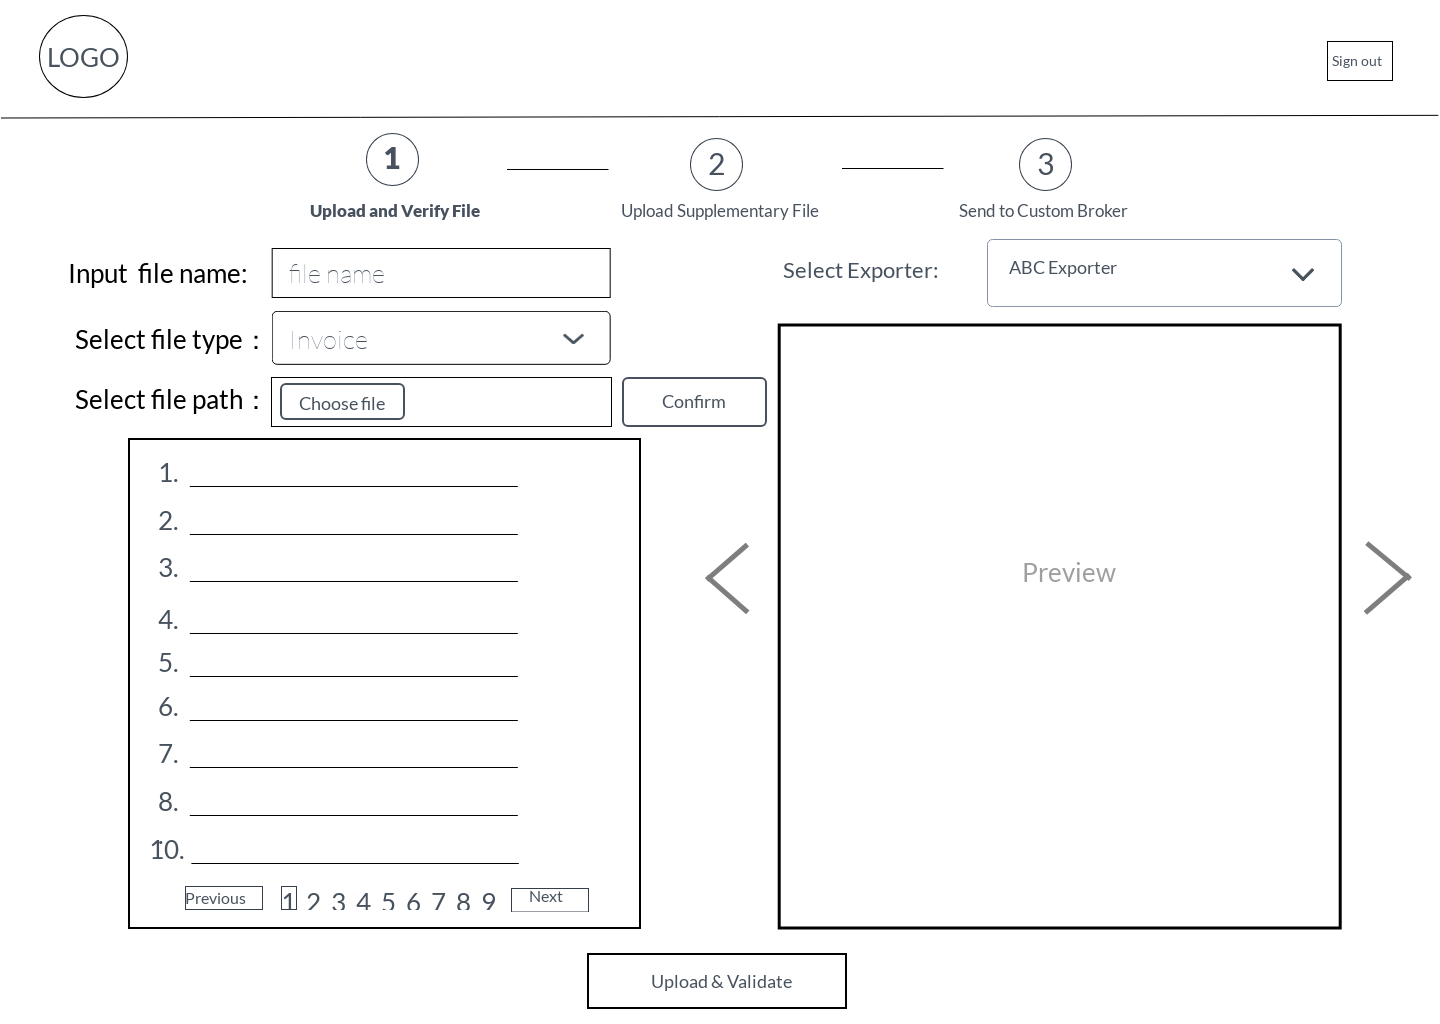 LOGO
Sign out
1
2
3
Upload and Verify File
Upload Supplementary File
Send to Custom Broker
Input file name:
file name
Select Exporter:
ABC Exporter
Select file type :
Invoice
Select file path :
Choose file
Confirm
1.
2.
3.
4.
5.
6.
7.
8.
10.
Previous 1 2 3 4 5 6 7 8 9 Next
Preview
Upload & Validate